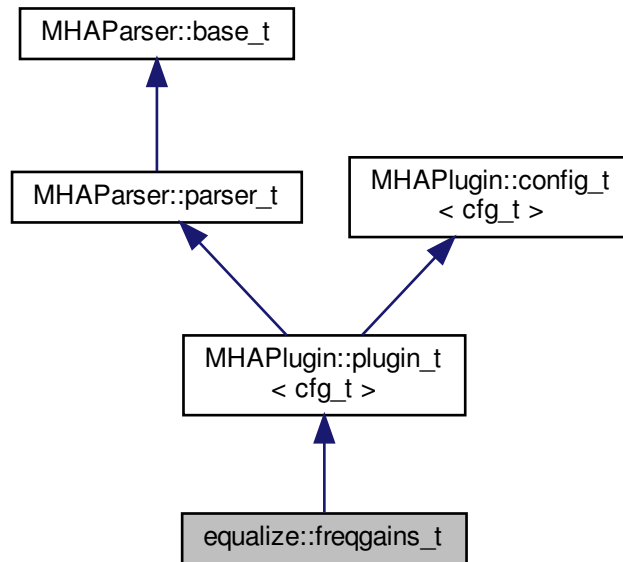 MHAParser::base_t
MHAParser::parser_t
MHAPlugin::config_t
< cfg_t >
MHAPlugin::plugin_t
< cfg_t >
equalize::freqgains_t